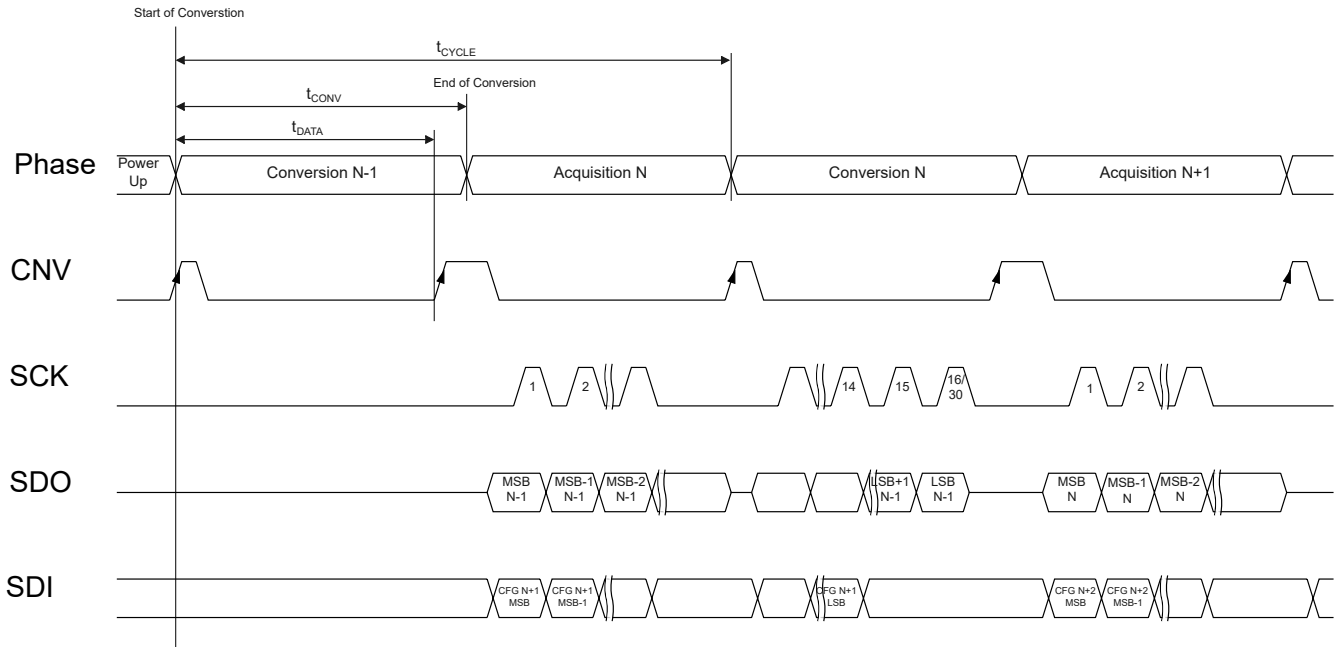 Start of Converstion
tCYCLE
End of Conversion
tCONV
tDATA
Phase
Power
Up
Conversion N-1
Acquisition N
Conversion N
Acquisition N+1
CNV
SCK
1
2
14
15
16/
30
1
2
SDO
MSB
N-1
MSB-1
N-1
MSB-2
N-1
LSB+1
N-1
LSB
N-1
MSB
N
MSB-1
N
MSB-2
N
SDI
CFG N+1
MSB
CFG N+1
MSB-1
CFG N+1
LSB
CFG N+2
MSB
CFG N+2
MSB-1